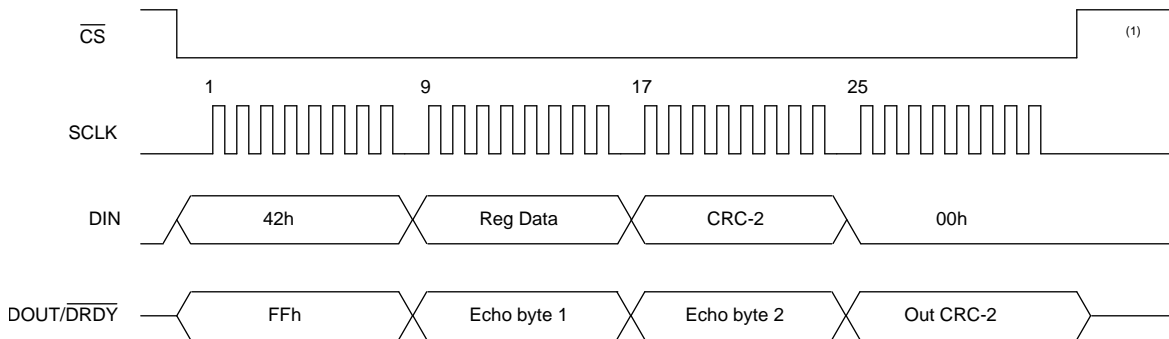 CS
(1)
1 9 17 25
SCLK
DIN 42h Reg Data CRC-2 00h
DOUT/DRDY FFh Echo byte 1 Echo byte 2 Out CRC-2